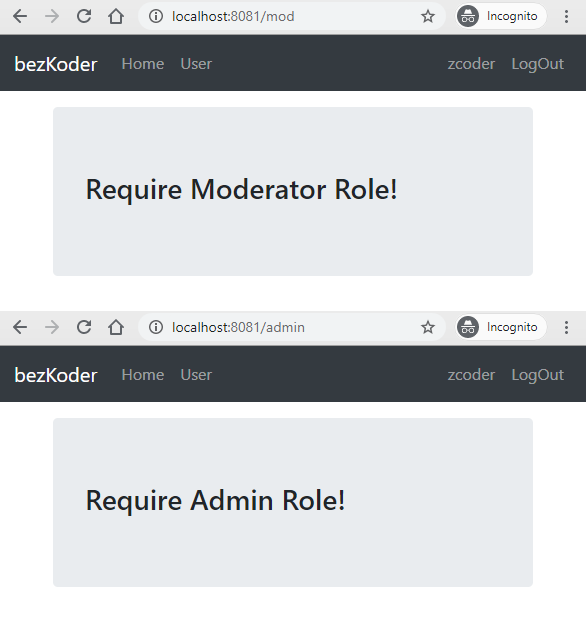 localhost:8081/mod Incognito
bezKoder Home User zcoder LogOut
Require Moderator Role!
localhost:8081/admin Incognito
bezKoder Home User zcoder LogOut
Require Admin Role!